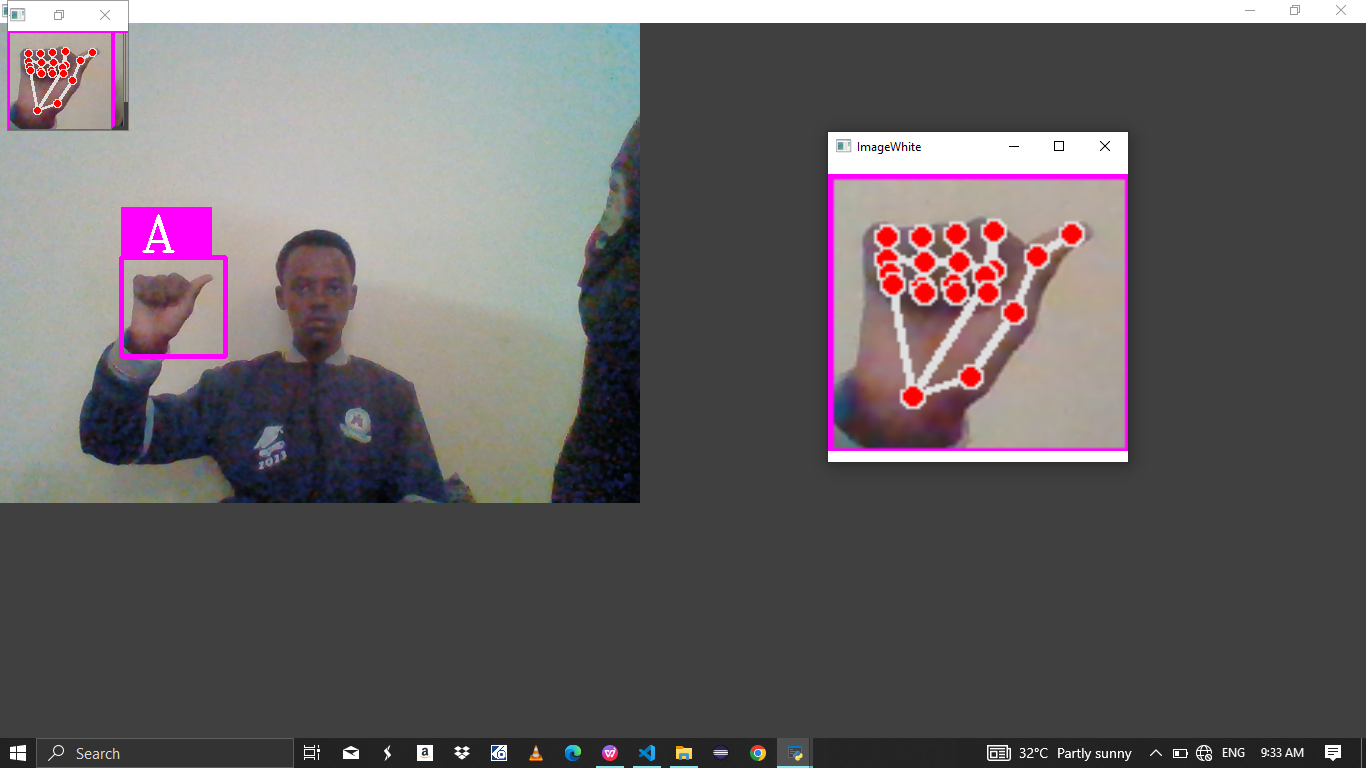 ImageWhite
A
2023
Search
32°C Partly sunny
ENG
9:33 AM